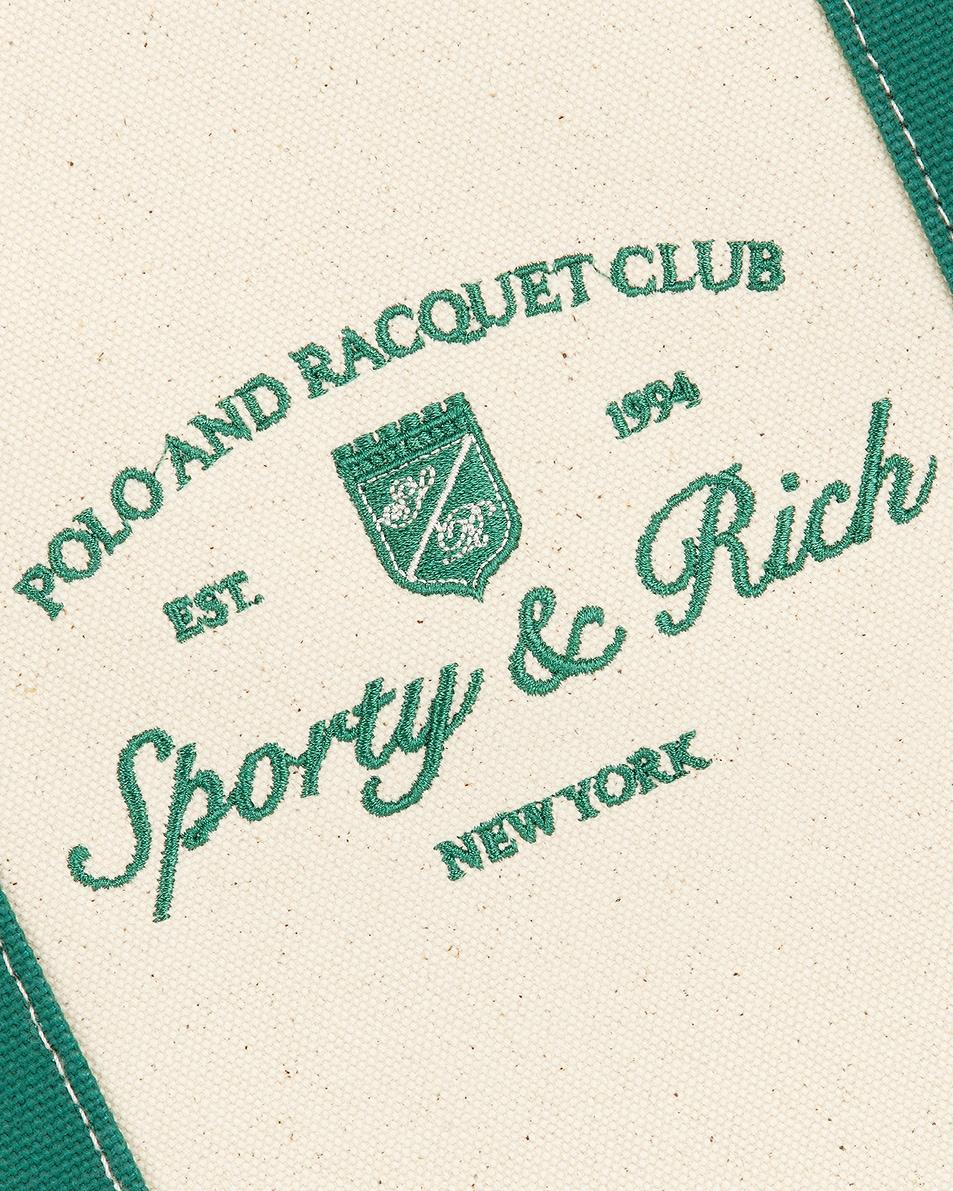 POLO AND RACQUET CLUB
EST. 1994
S R
Sporty & Rich
NEW YORK